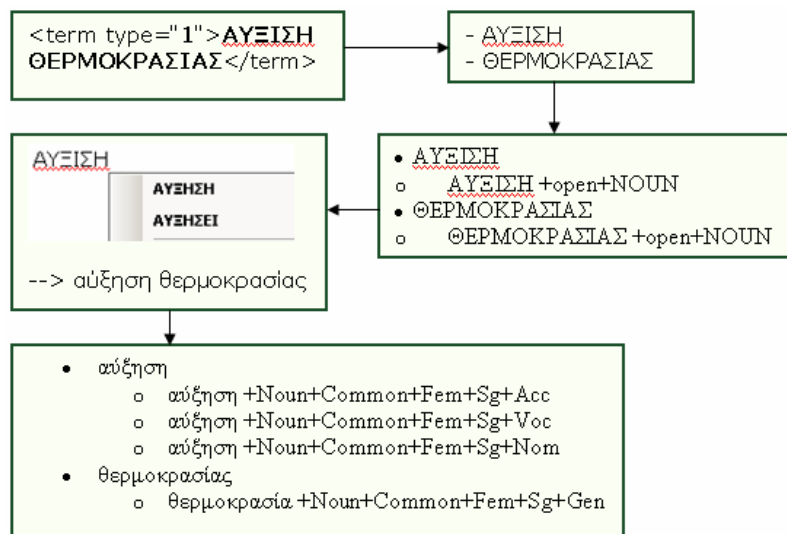 <term type="1">ΑΥΞΙΣΗ
ΘΕΡΜΟΚΡΑΣΙΑΣ</term>
- ΑΥΞΙΣΗ
- ΘΕΡΜΟΚΡΑΣΙΑΣ
• ΑΥΞΙΣΗ
o ΑΥΞΙΣΗ +open+NOUN
• ΘΕΡΜΟΚΡΑΣΙΑΣ
o ΘΕΡΜΟΚΡΑΣΙΑΣ +open+NOUN
ΑΥΞΙΣΗ
ΑΥΞΗΣΗ
ΑΥΞΗΣΕΙ
--> αύξηση θερμοκρασίας
• αύξηση
o αύξηση +Noun+Common+Fem+Sg+Acc
o αύξηση +Noun+Common+Fem+Sg+Voc
o αύξηση +Noun+Common+Fem+Sg+Nom
• θερμοκρασίας
o θερμοκρασία +Noun+Common+Fem+Sg+Gen